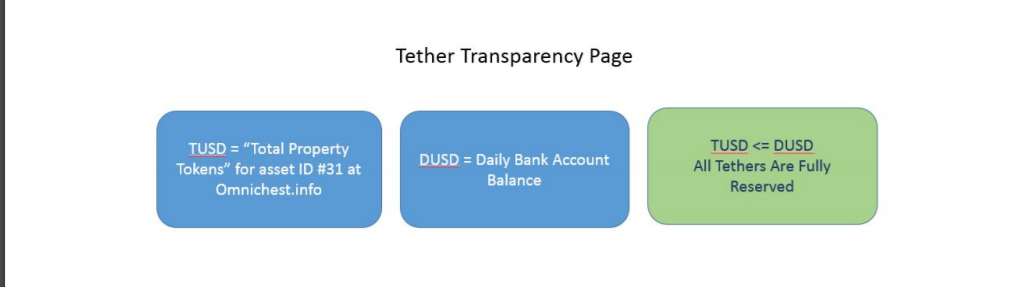 Tether Transparency Page
TUSD = “Total Property
Tokens” for asset ID #31 at
Omnichest.info
DUSD = Daily Bank Account
Balance
TUSD <= DUSD
All Tethers Are Fully
Reserved